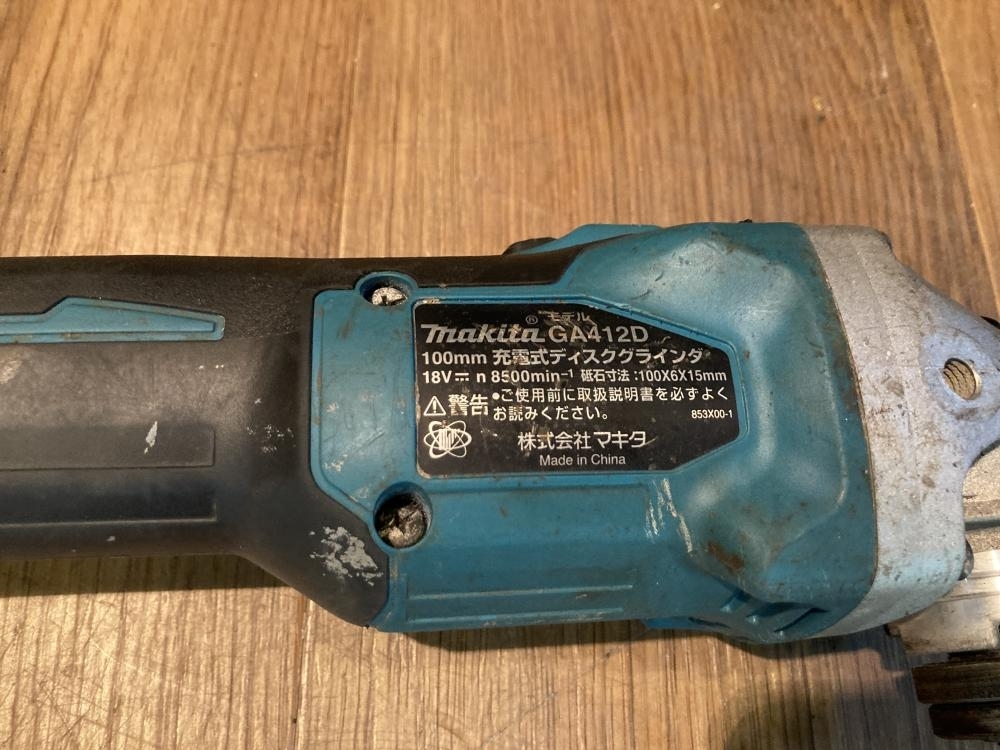 モデル
makita® GA412D
100mm 充電式ディスクグラインダ
18V⎓ n 8500min⁻¹ 砥石寸法:100X6X15mm
⚠警告 •ご使用前に取扱説明書を必ずよく
お読みください。 853X00-1
株式会社マキタ
Made in China